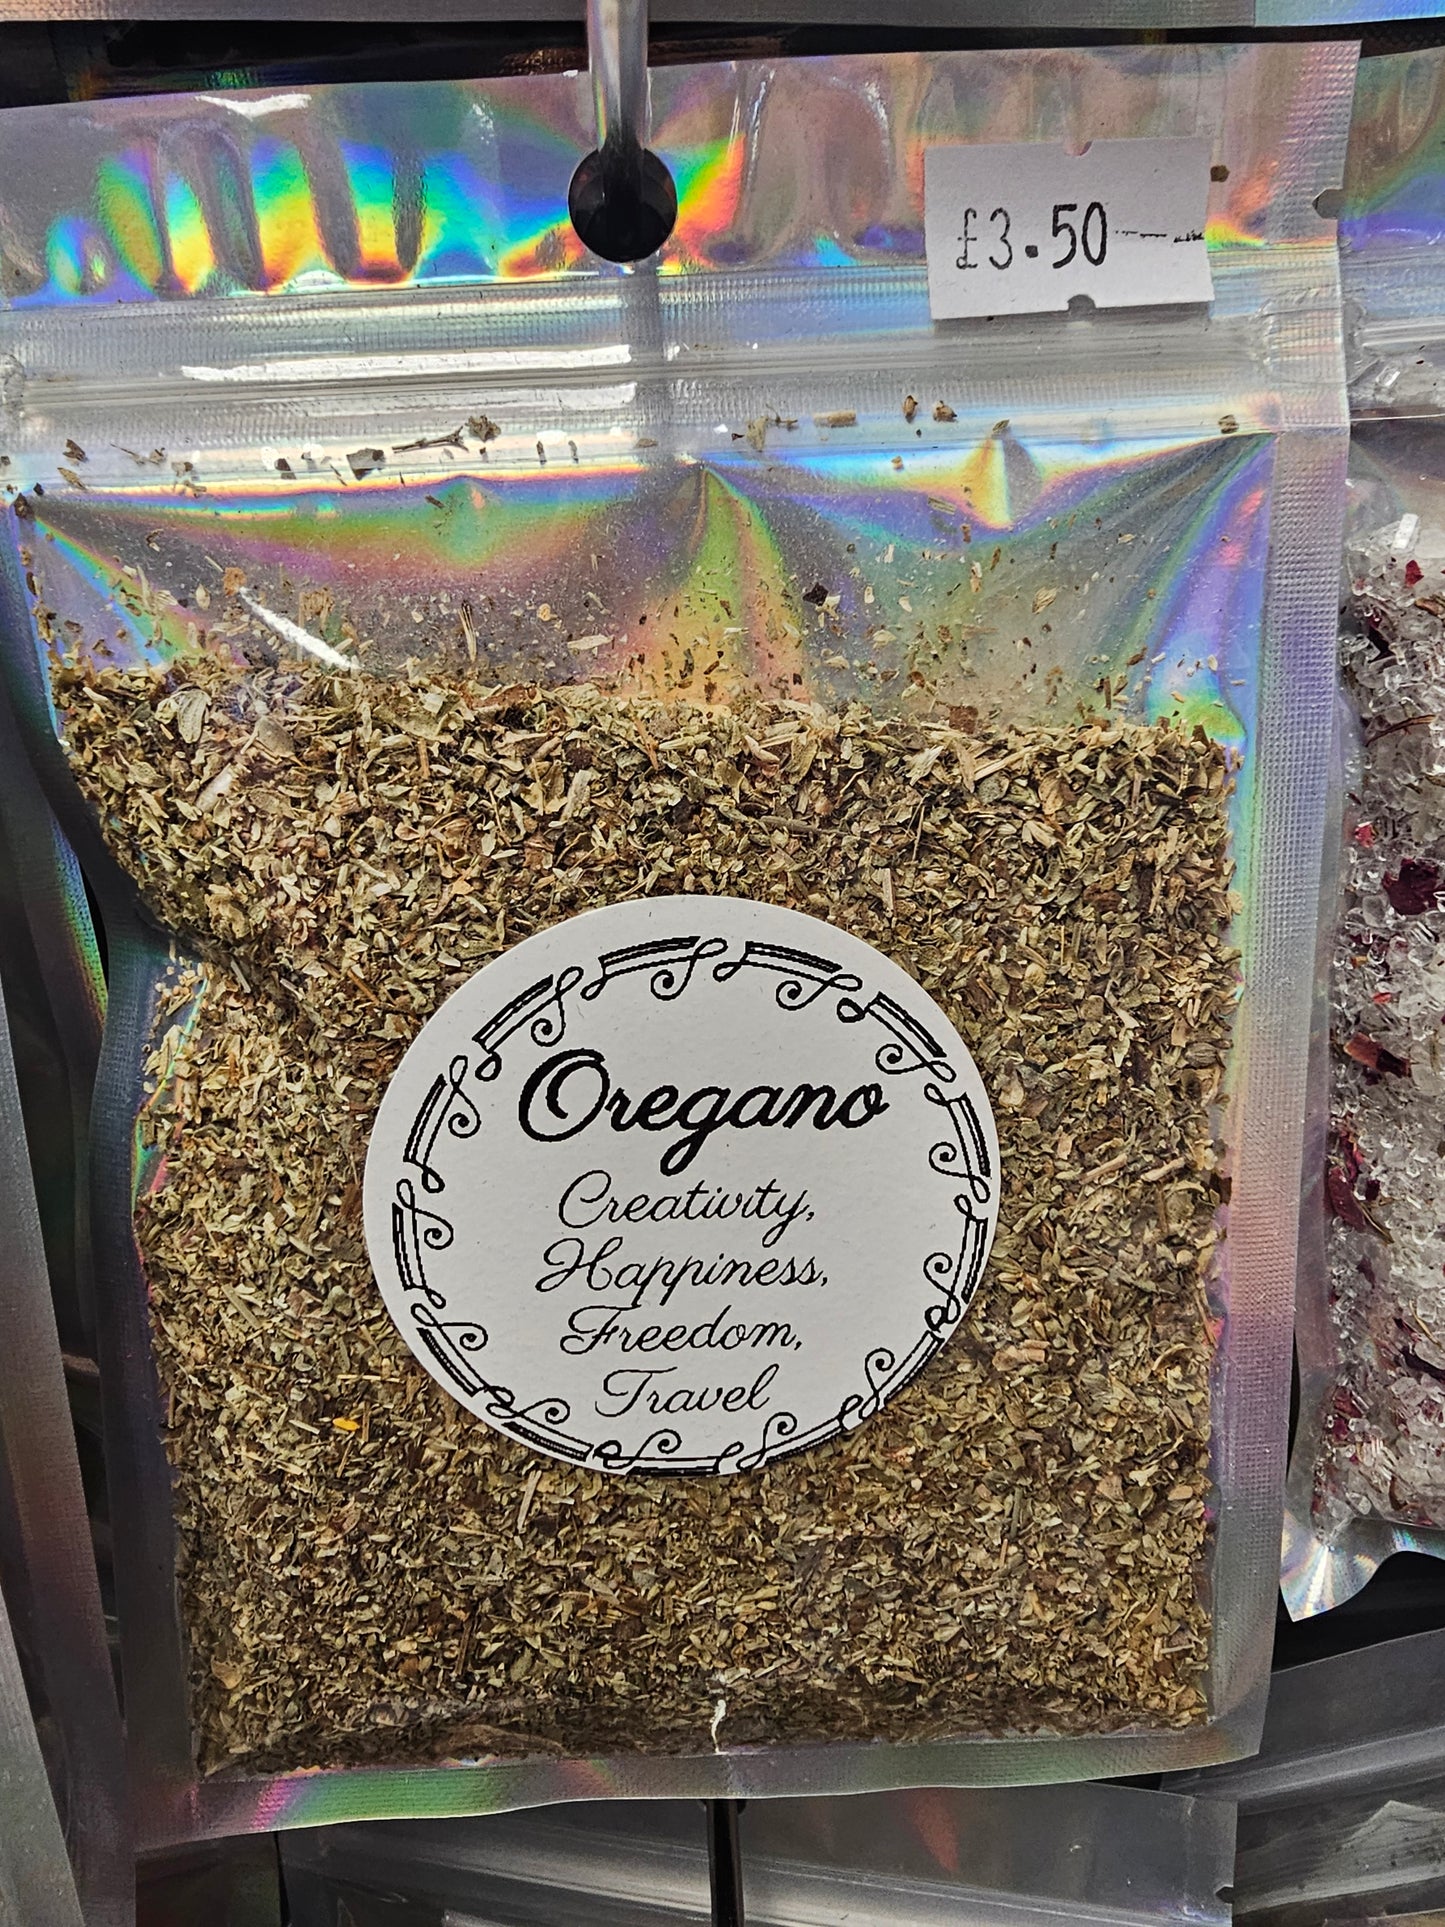 £3.50
Oregano
Creativity,
Happiness,
Freedom,
Travel